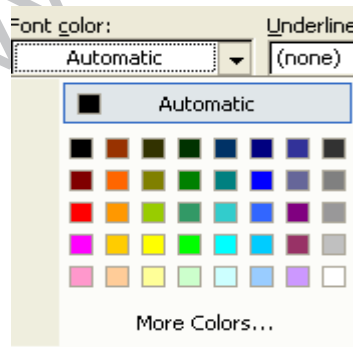 Font color: Underline
Automatic (none)
Automatic
More Colors...